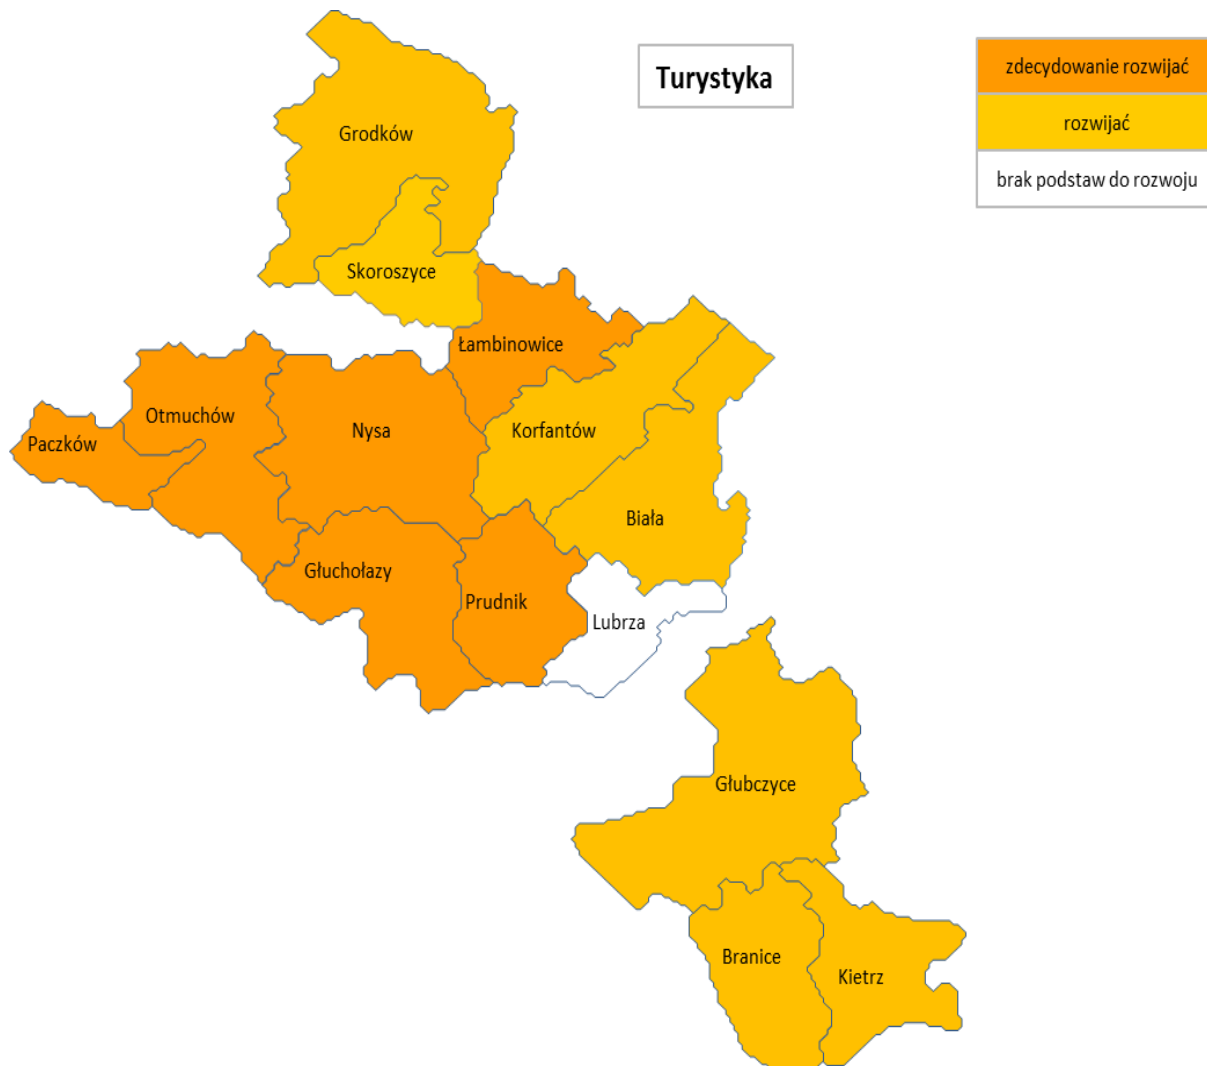 Turystyka
zdecydowanie rozwijać
rozwijać
brak podstaw do rozwoju
Grodków
Skoroszyce
Łambinowice
Otmuchów
Nysa
Korfantów
Paczków
Biała
Głuchołazy
Prudnik
Lubrza
Głubczyce
Branice
Kietrz